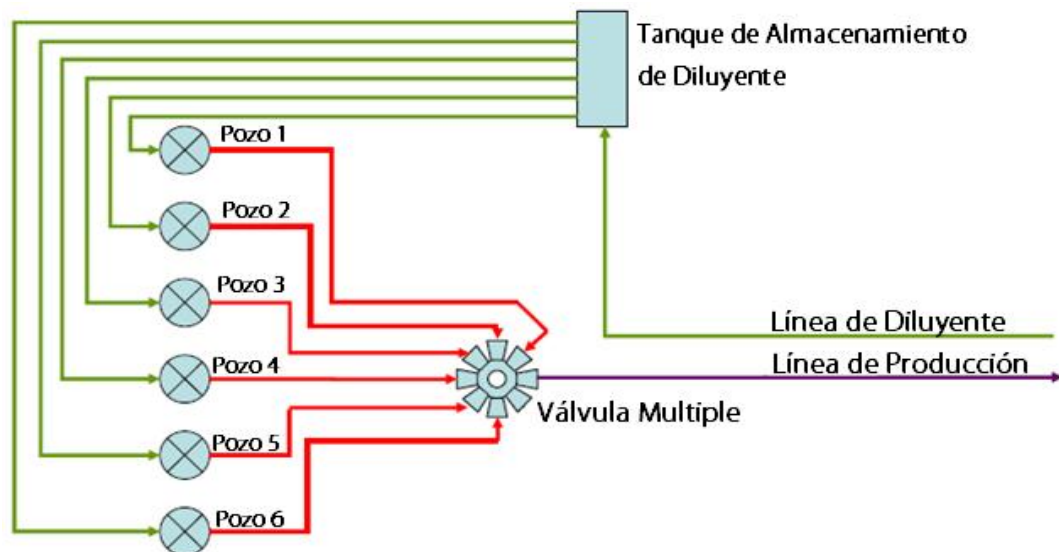 Tanque de Almacenamiento
de Diluyente
Pozo 1
Pozo 2
Pozo 3
Pozo 4
Pozo 5
Pozo 6
Línea de Diluyente
Línea de Producción
Válvula Multiple